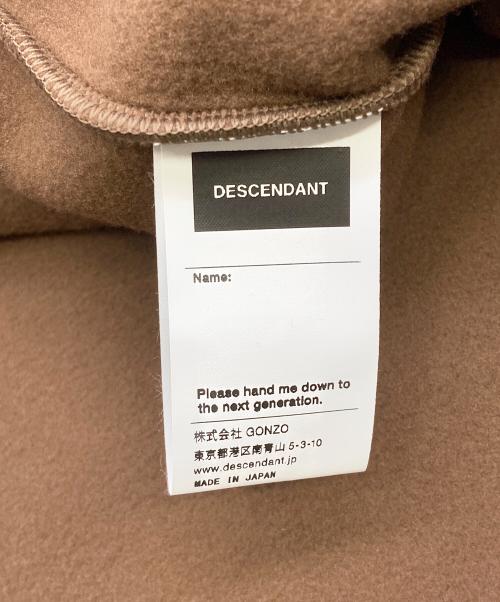 DESCENDANT
Name:
Please hand me down to
the next generation.
株式会社 GONZO
東京都港区南青山 5-3-10
www.descendant.jp
MADE IN JAPAN